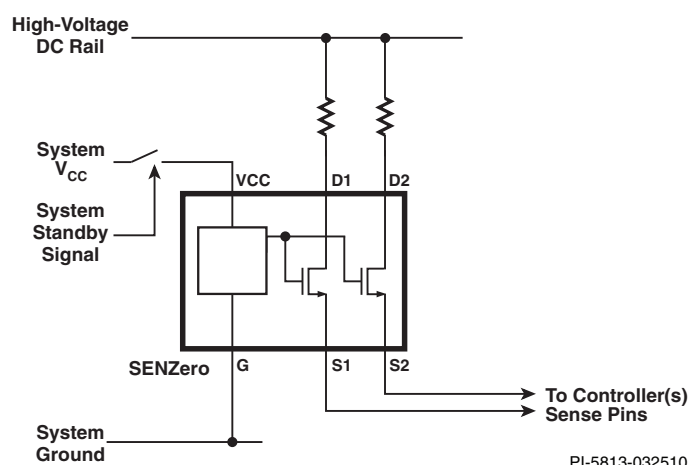 High-Voltage
DC Rail
System
VCC
VCC
D1
D2
System
Standby
Signal
SENZero
G
S1
S2
To Controller(s)
Sense Pins
System
Ground
PI-5813-032510